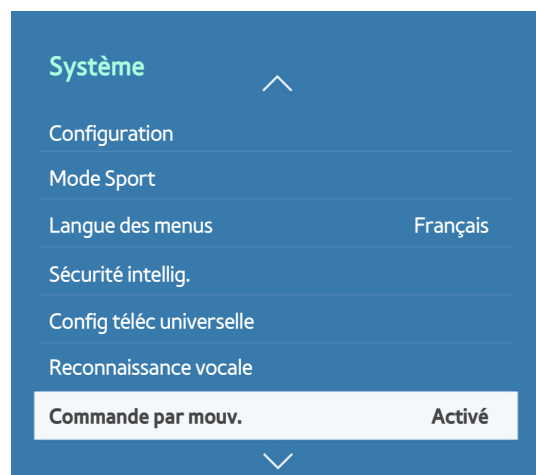 Système
Configuration
Mode Sport
Langue des menus Français
Sécurité intellig.
Config téléc universelle
Reconnaissance vocale
Commande par mouv. Activé